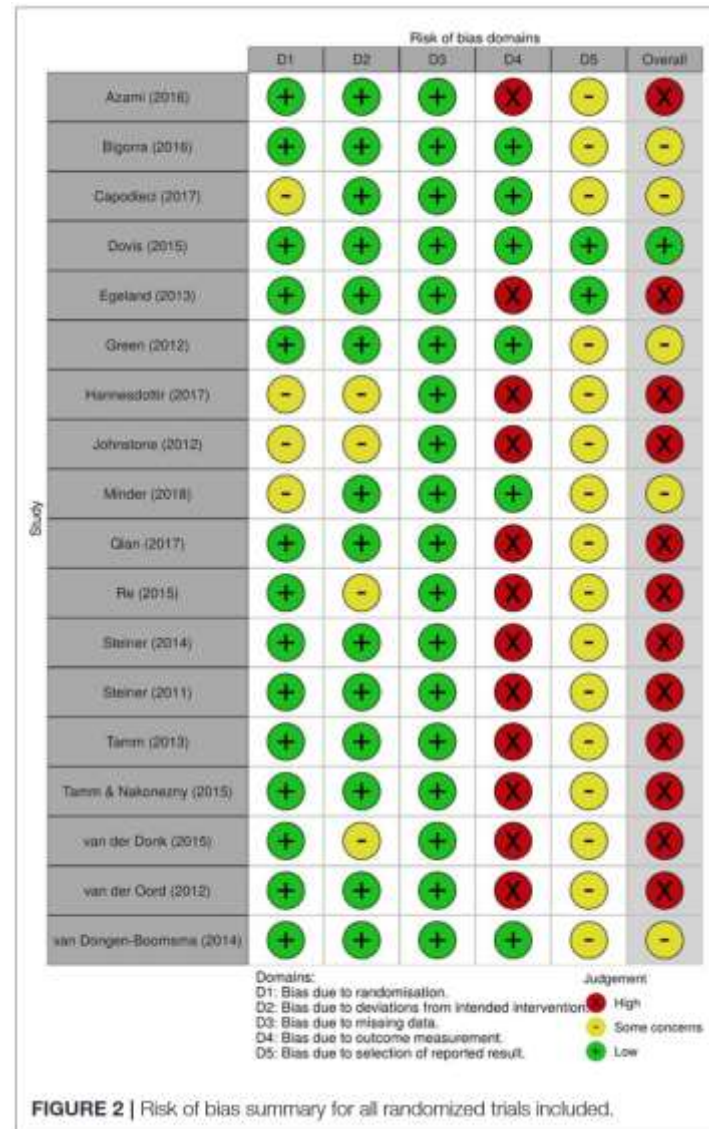 Risk of bias domains
D1 D2 D3 D4 D5 Overall
Azami (2016) + + + X - X
Bigorra (2016) + + + + - -
Capodieci (2017) - + + + - -
Dovis (2015) + + + + + +
Egeland (2013) + + + X + X
Green (2012) + + + + - -
Hannesdottir (2017) - - + X - X
Johnstone (2012) - - + X - X
Minder (2018) - + + + - -
Study
Qian (2017) + + + X - X
Re (2015) + - + X - X
Steiner (2014) + + + X - X
Steiner (2011) + + + X - X
Tamm (2013) + + + X - X
Tamm & Nakonezny (2015) + + + X - X
van der Donk (2015) + - + X - X
van der Oord (2012) + + + X - X
van Dongen-Boomsma (2014) + + + + - -
Domains:
D1: Bias due to randomisation.
D2: Bias due to deviations from intended intervention.
D3: Bias due to missing data.
D4: Bias due to outcome measurement.
D5: Bias due to selection of reported result.
Judgement
X High
- Some concerns
+ Low
FIGURE 2 | Risk of bias summary for all randomized trials included.